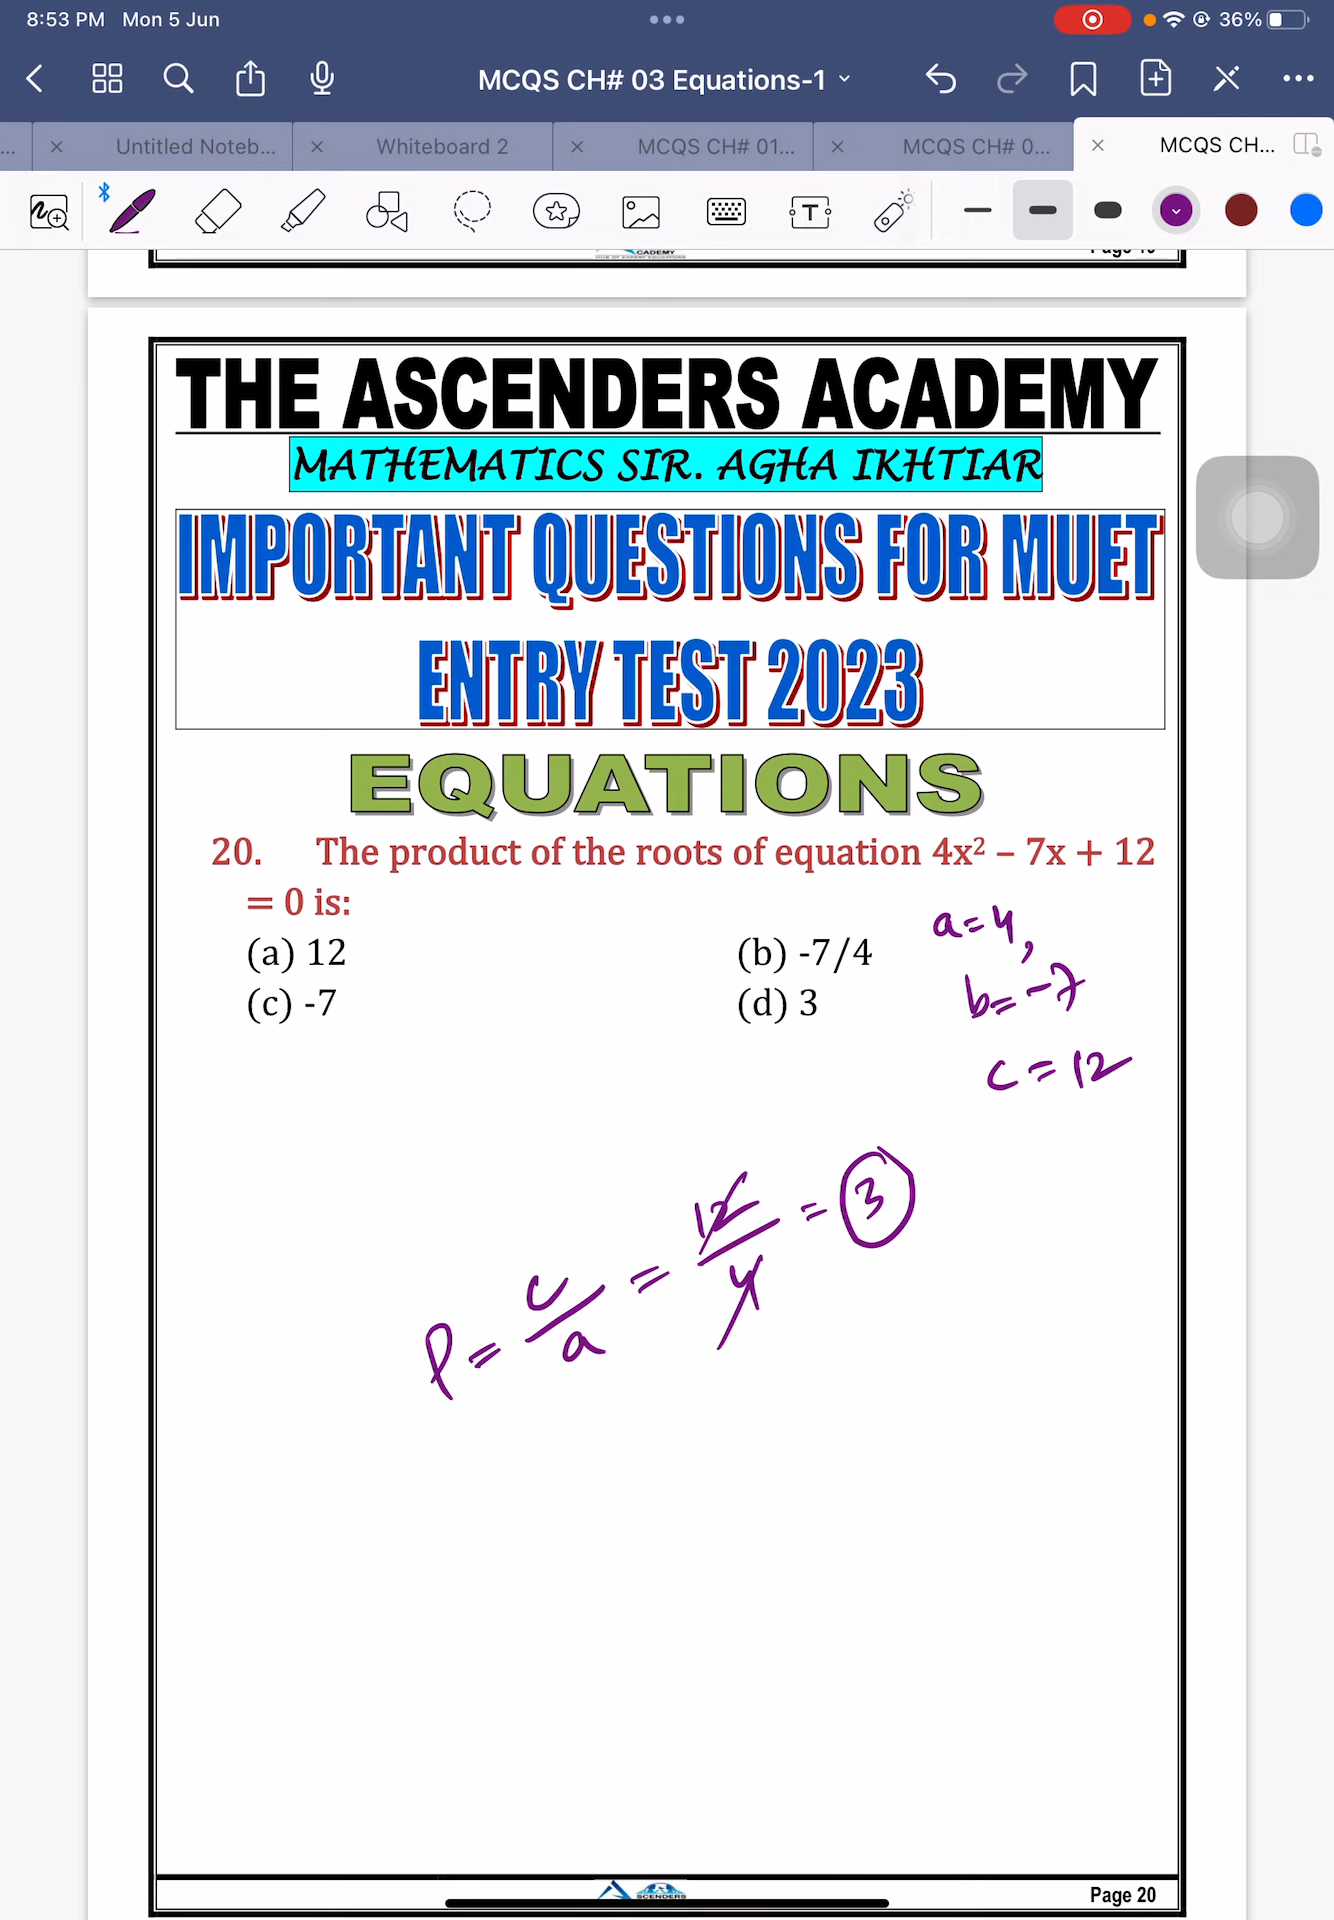 8:53 PM Mon 5 Jun
36%
MCQS CH# 03 Equations-1
Untitled Noteb...
Whiteboard 2
MCQS CH# 01...
MCQS CH# 0...
MCQS CH...
THE ASCENDERS ACADEMY
MATHEMATICS SIR. AGHA IKHTIAR
IMPORTANT QUESTIONS FOR MUET
ENTRY TEST 2023
EQUATIONS
20. The product of the roots of equation 4x² – 7x + 12
= 0 is:
(a) 12 (b) -7/4
(c) -7 (d) 3
a=4,
b=-7
c=12
P = c/a = 12/4 = 3
SCENDERS
Page 20